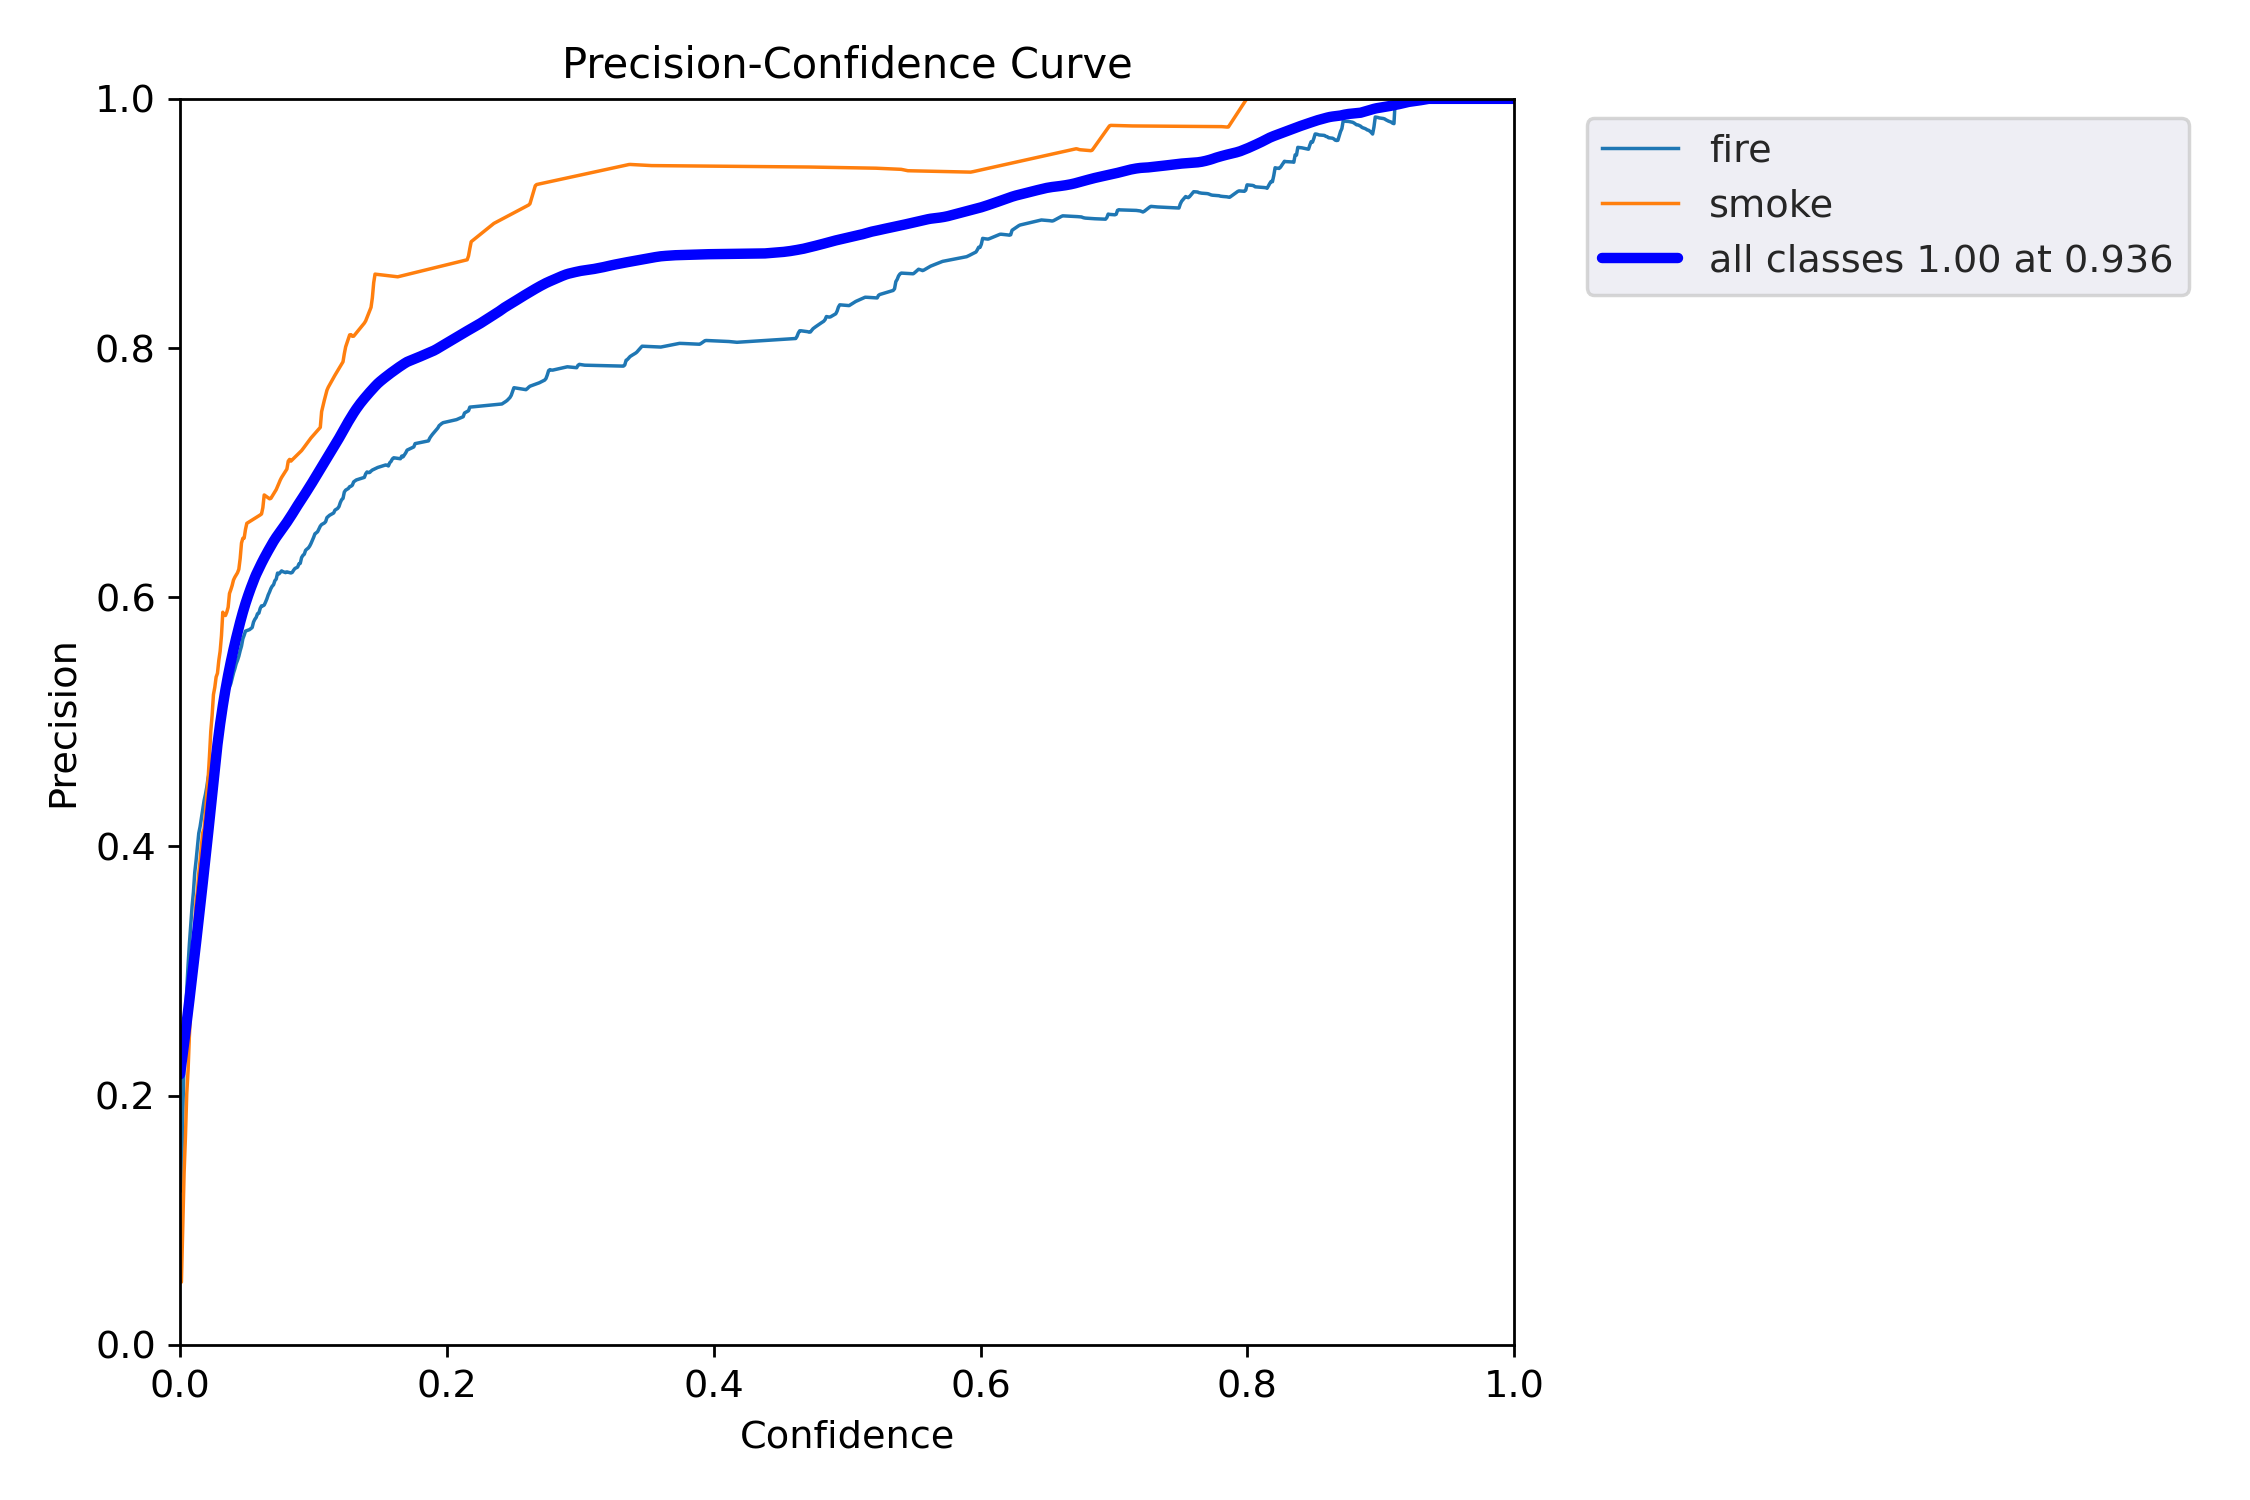 Precision-Confidence Curve
1.0
0.8
0.6
0.4
0.2
0.0
Precision
0.0 0.2 0.4 0.6 0.8 1.0
Confidence
fire
smoke
all classes 1.00 at 0.936